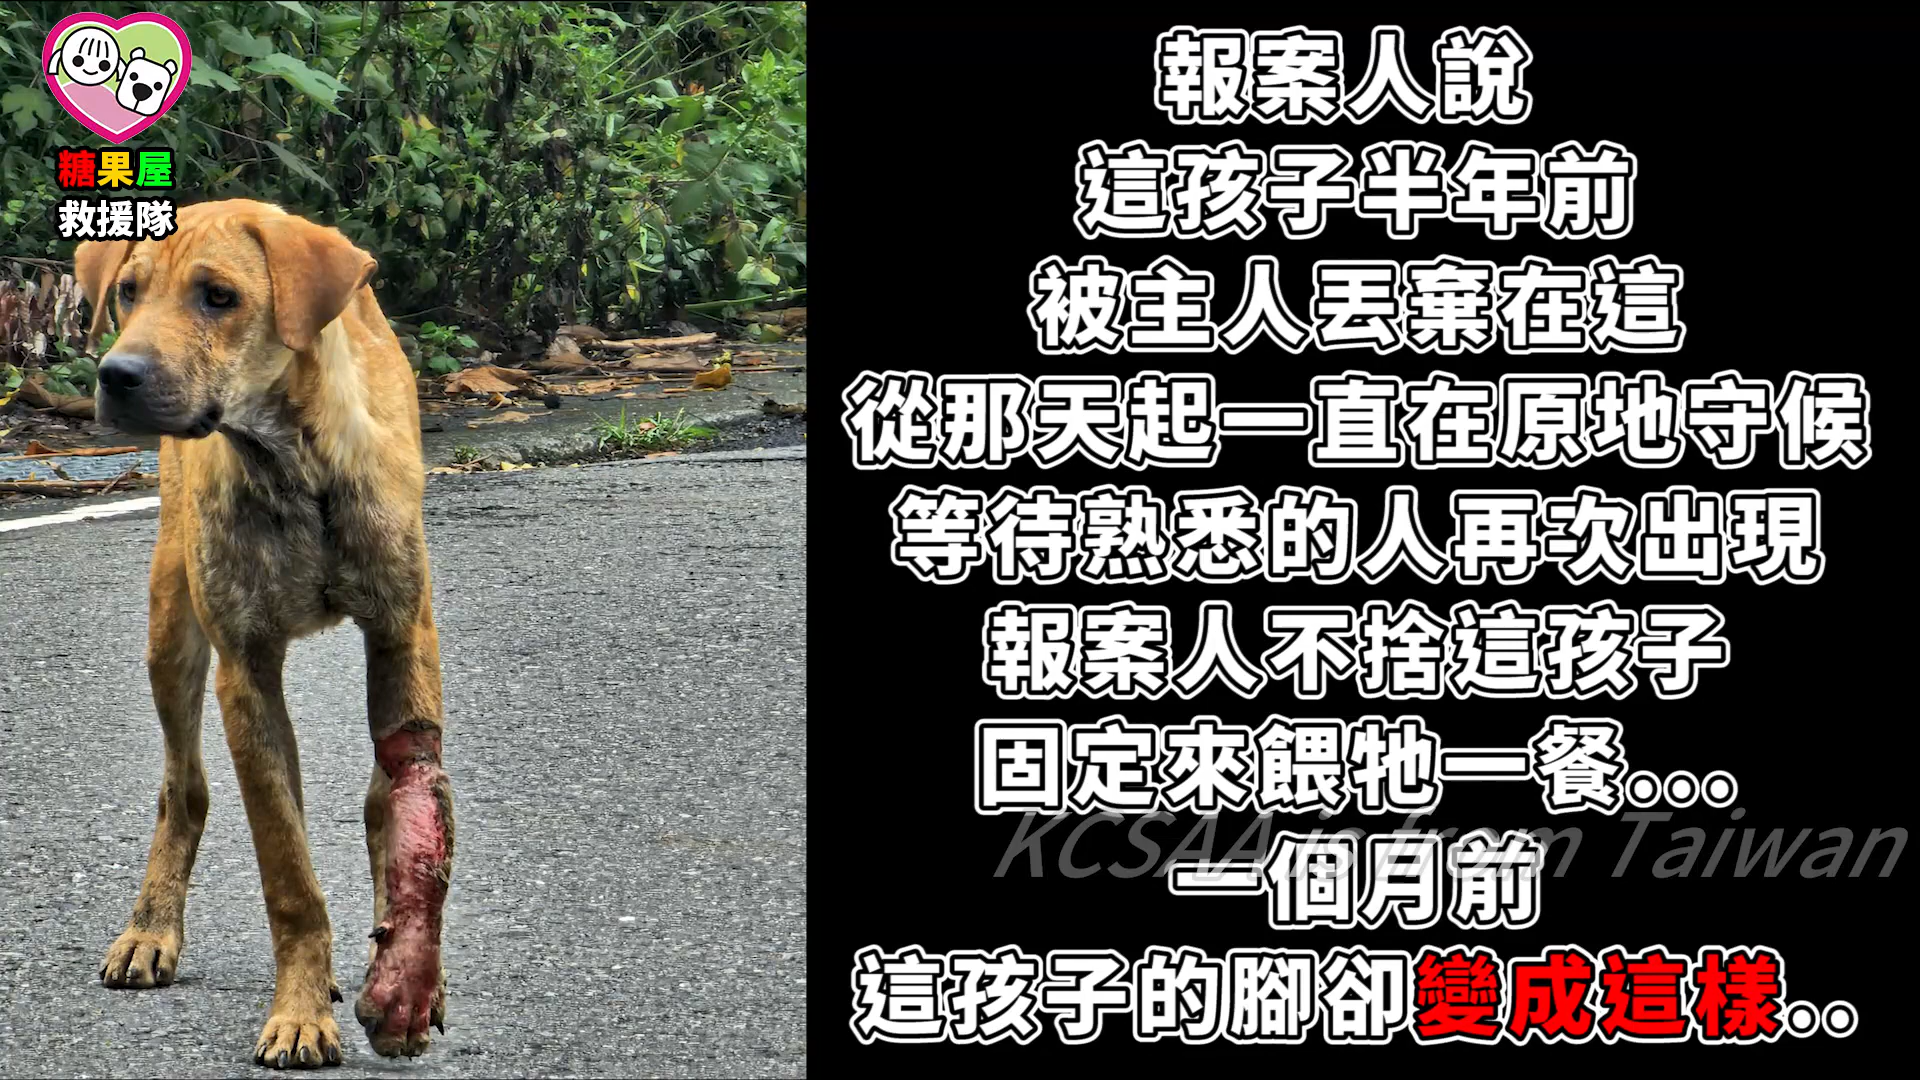 糖果屋
救援隊
報案人說
這孩子半年前
被主人丟棄在這
從那天起一直在原地守候
等待熟悉的人再次出現
報案人不捨這孩子
固定來餵牠一餐...
KCSAA is from Taiwan
一個月前
這孩子的腳卻變成這樣..